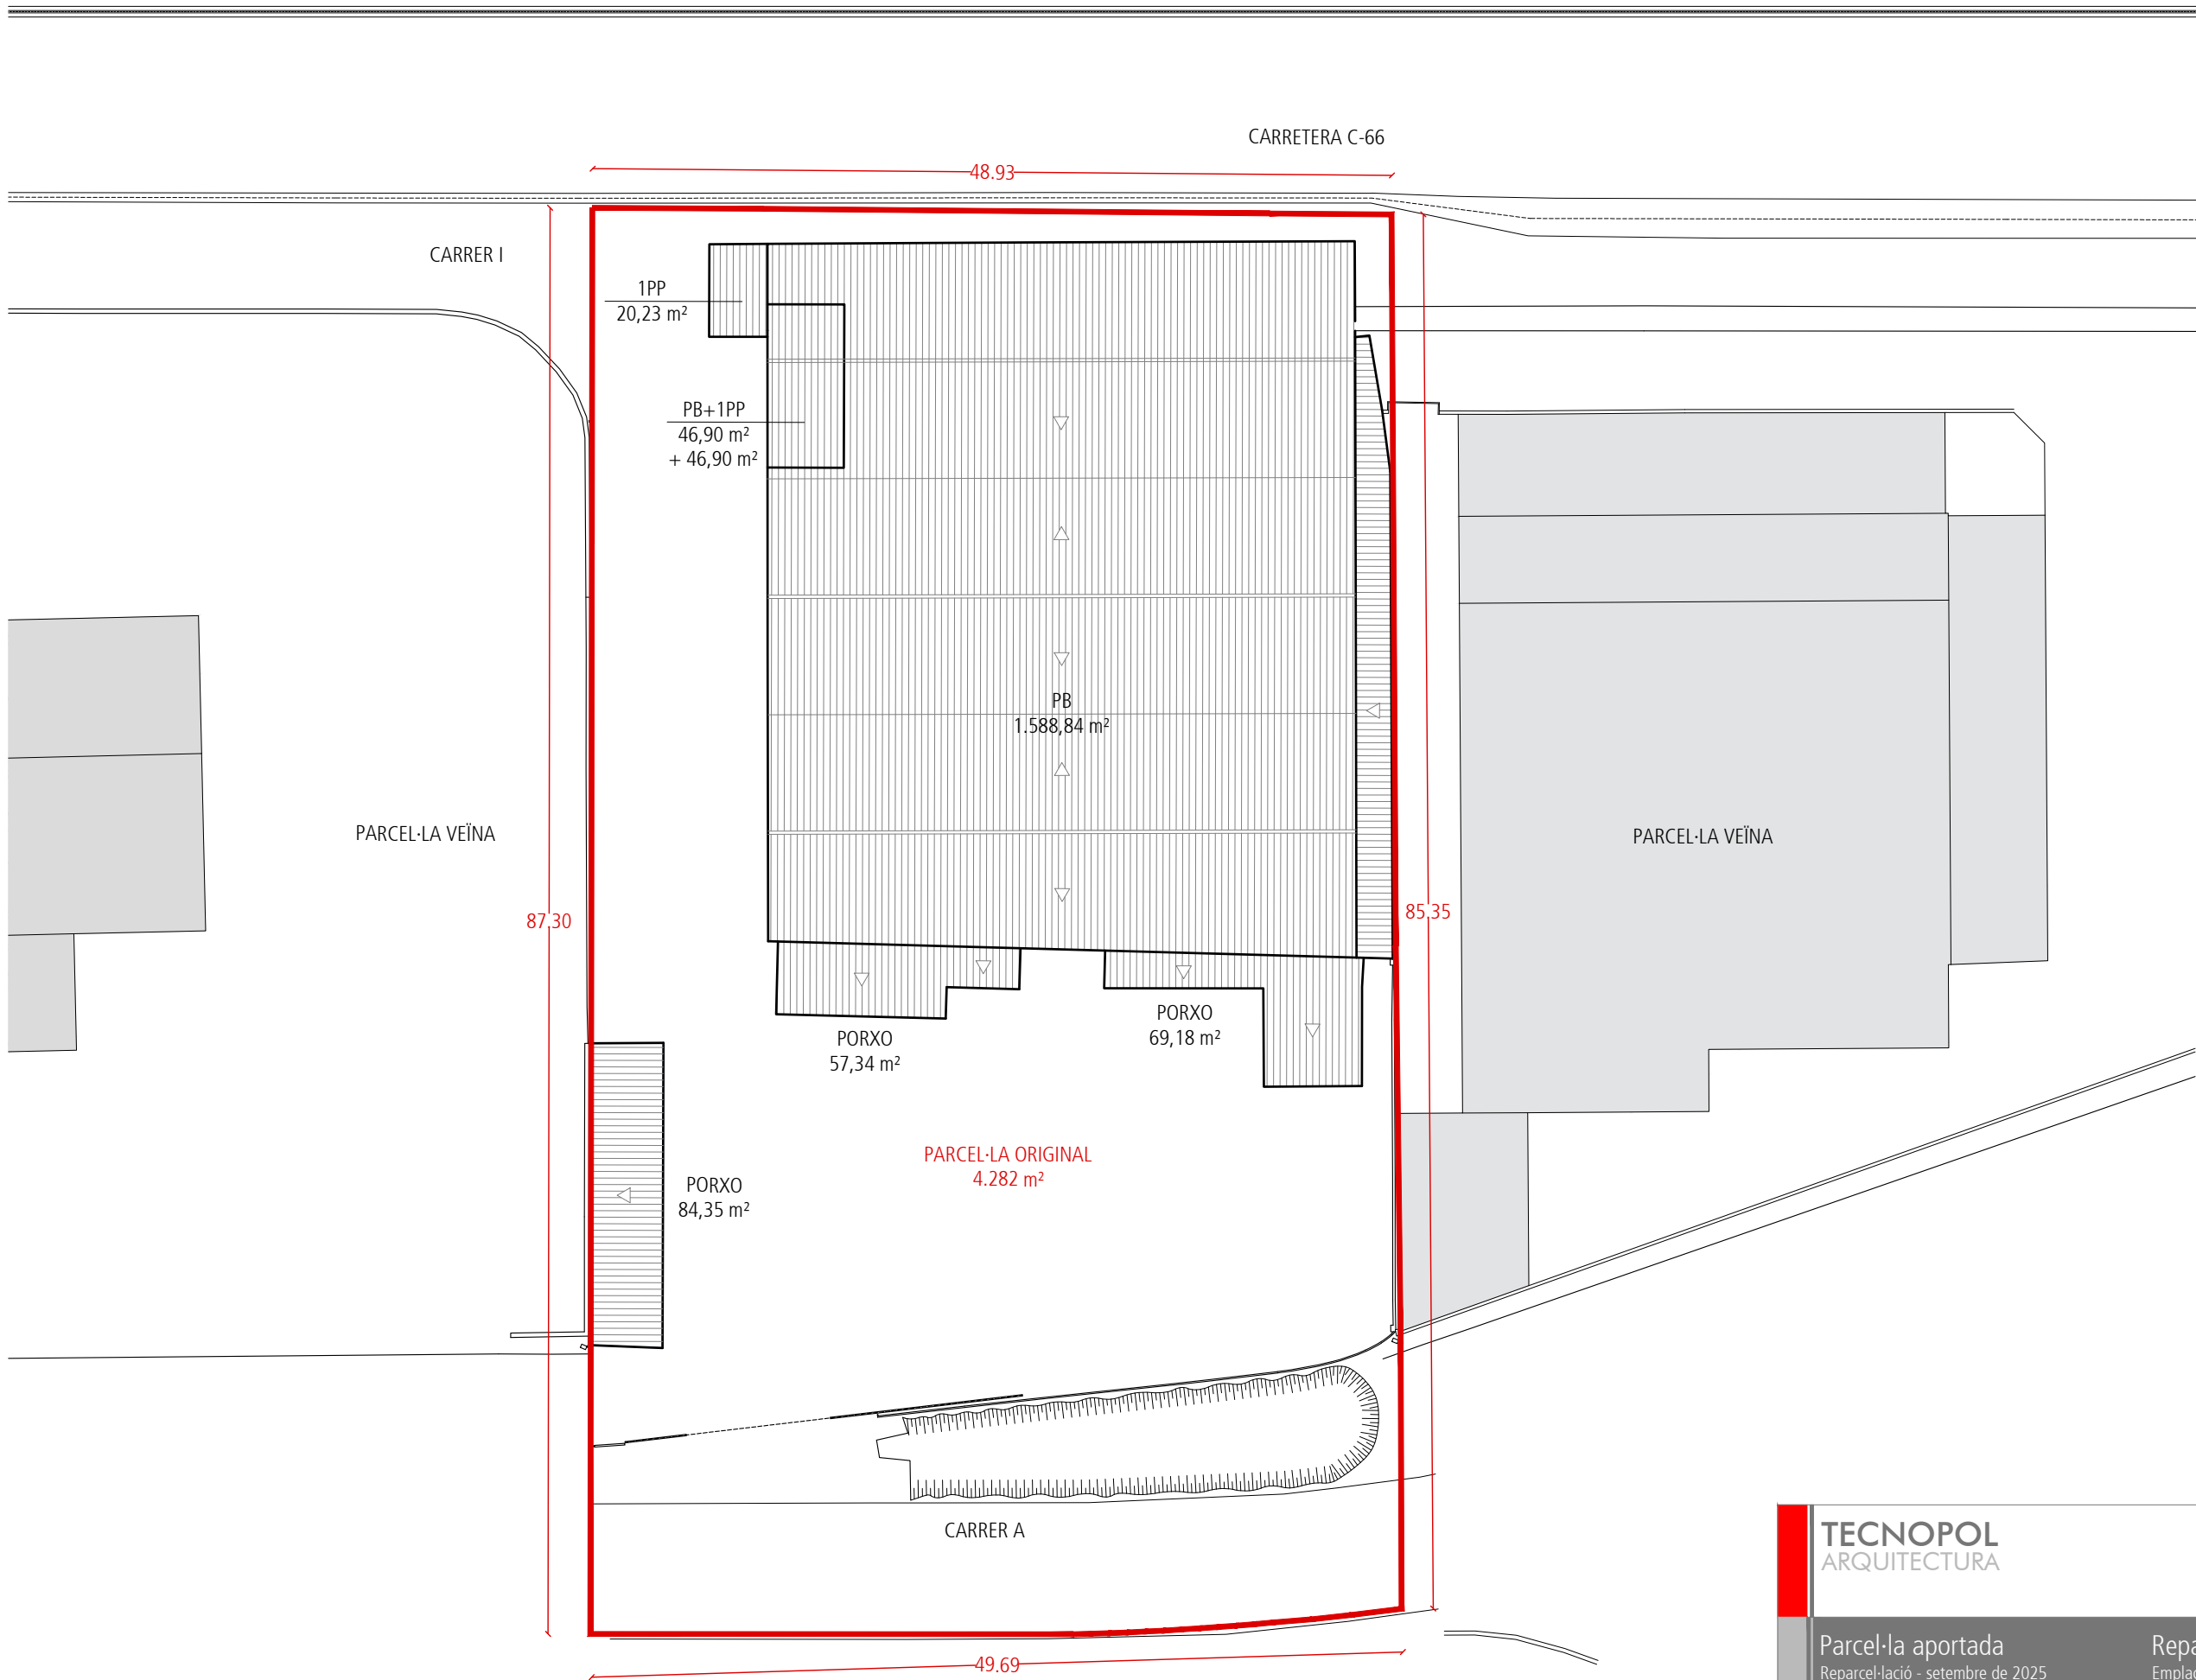 CARRETERA C-66
48.93
CARRER I
1PP
20,23 m²
PB+1PP
46,90 m²
+ 46,90 m²
PB
1.588,84 m²
PARCEL·LA VEÏNA
PARCEL·LA VEÏNA
87.30
85.35
PORXO
57,34 m²
PORXO
69,18 m²
PARCEL·LA ORIGINAL
4.282 m²
PORXO
84,35 m²
CARRER A
49.69
TECNOPOL
ARQUITECTURA
Parcel·la aportada
Reparcel·lació - setembre de 2025